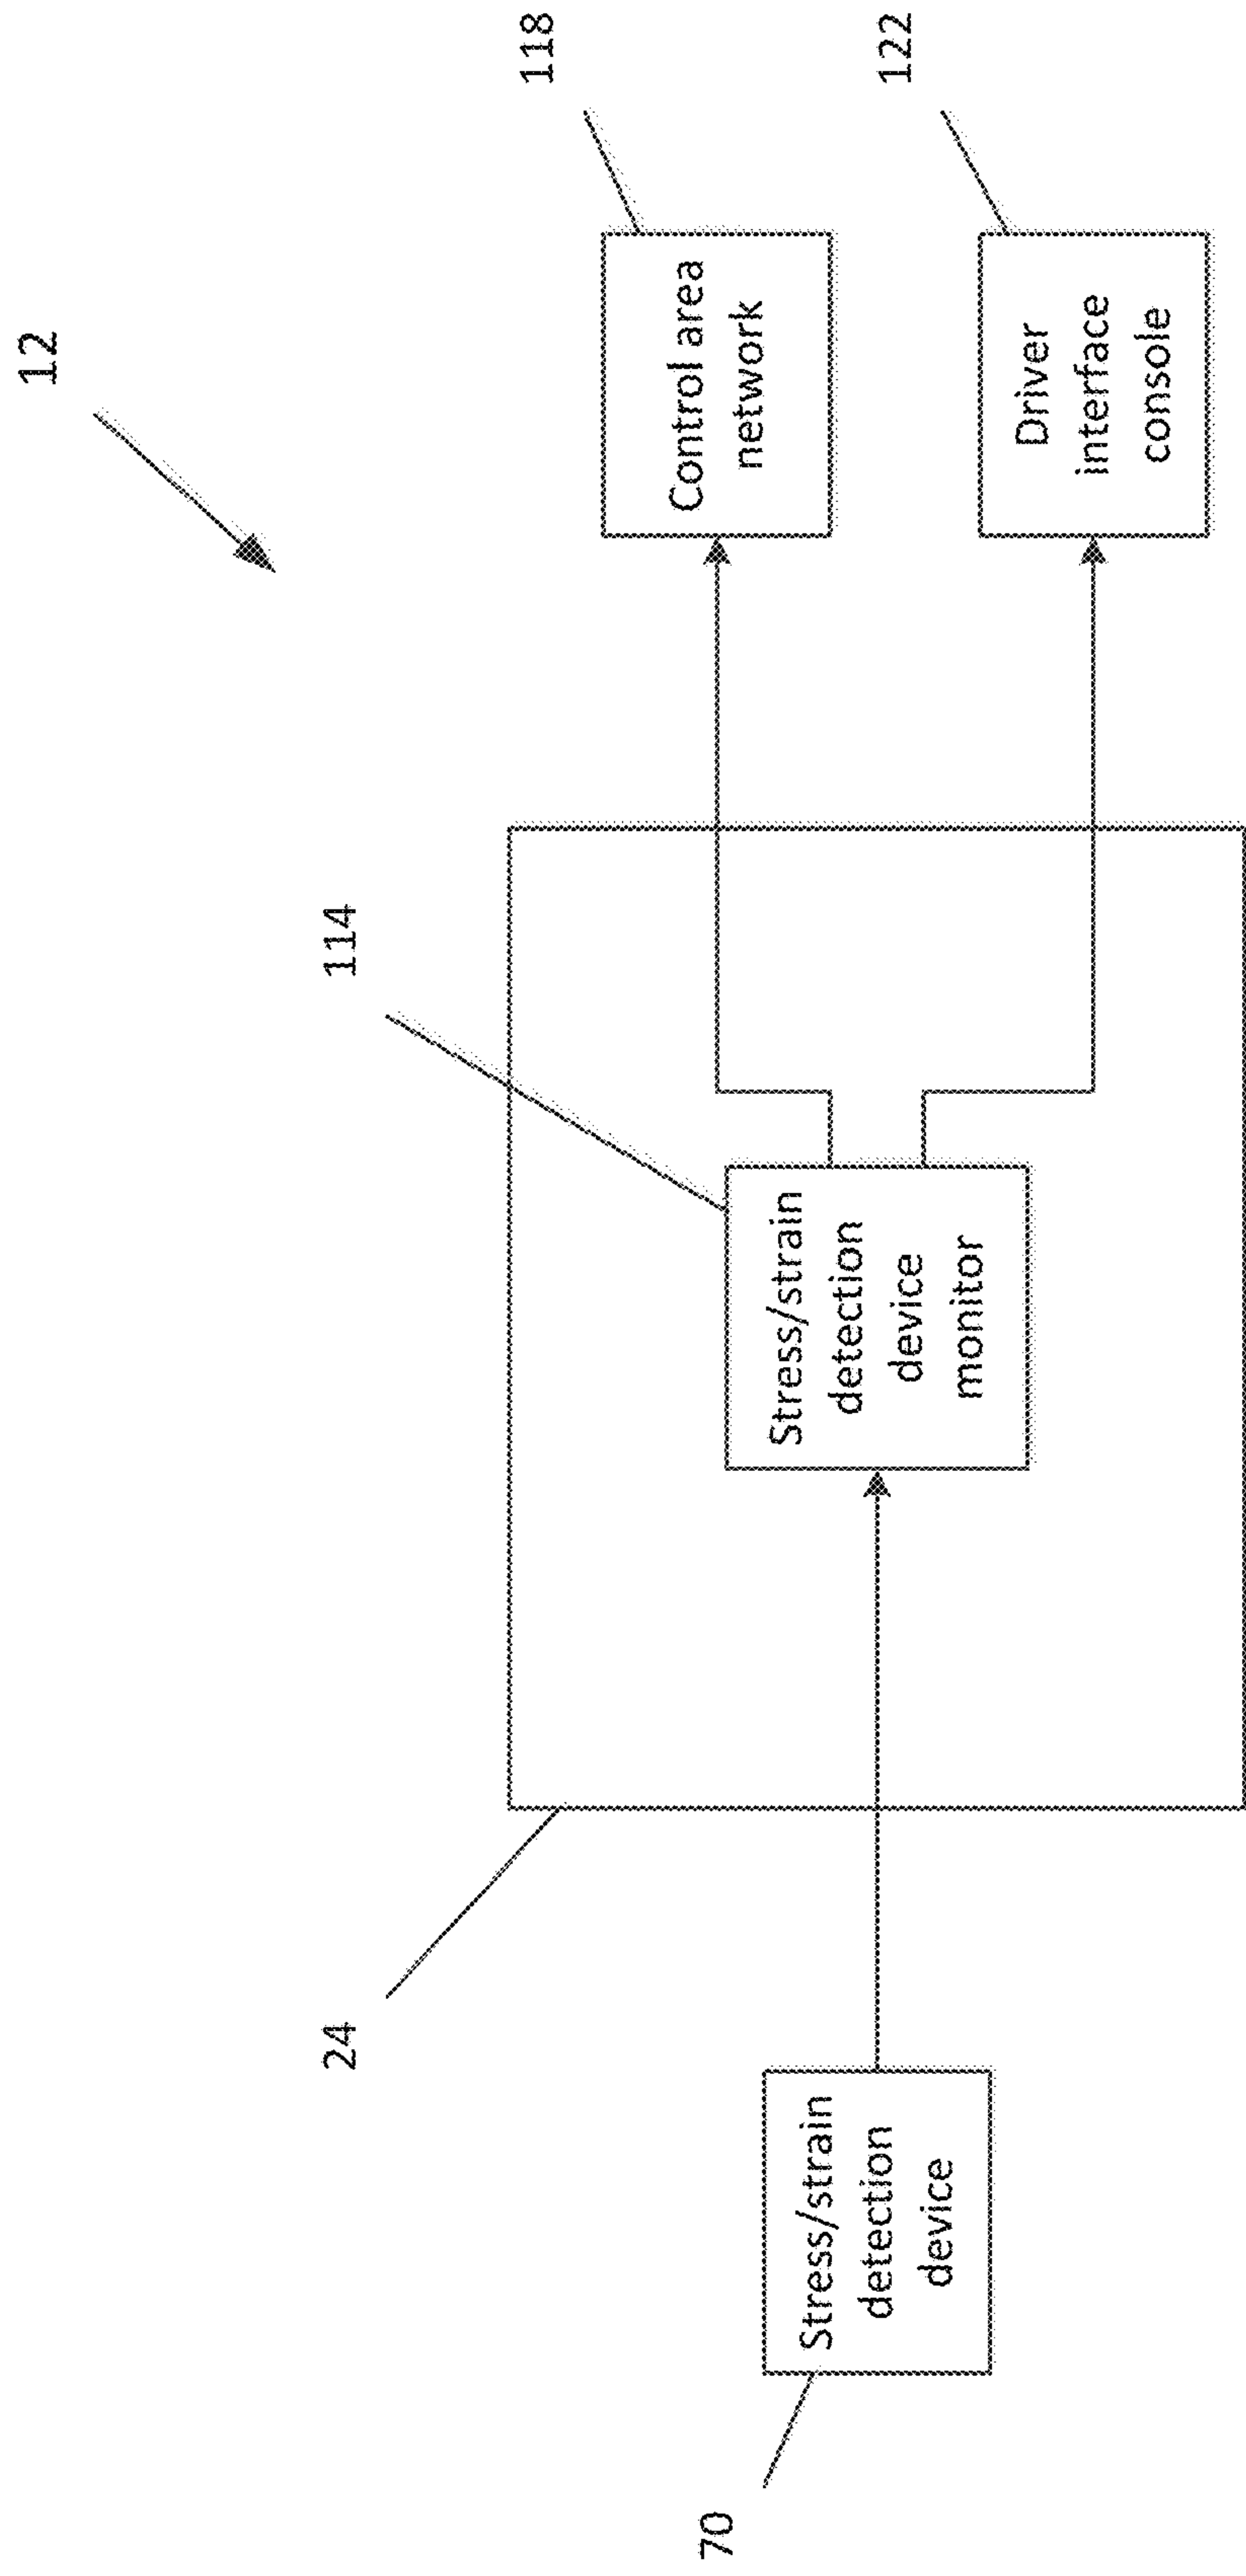 12
118
Control area
network
122
Driver
interface
console
114
Stress/strain
detection
device
monitor
24
70
Stress/strain
detection
device